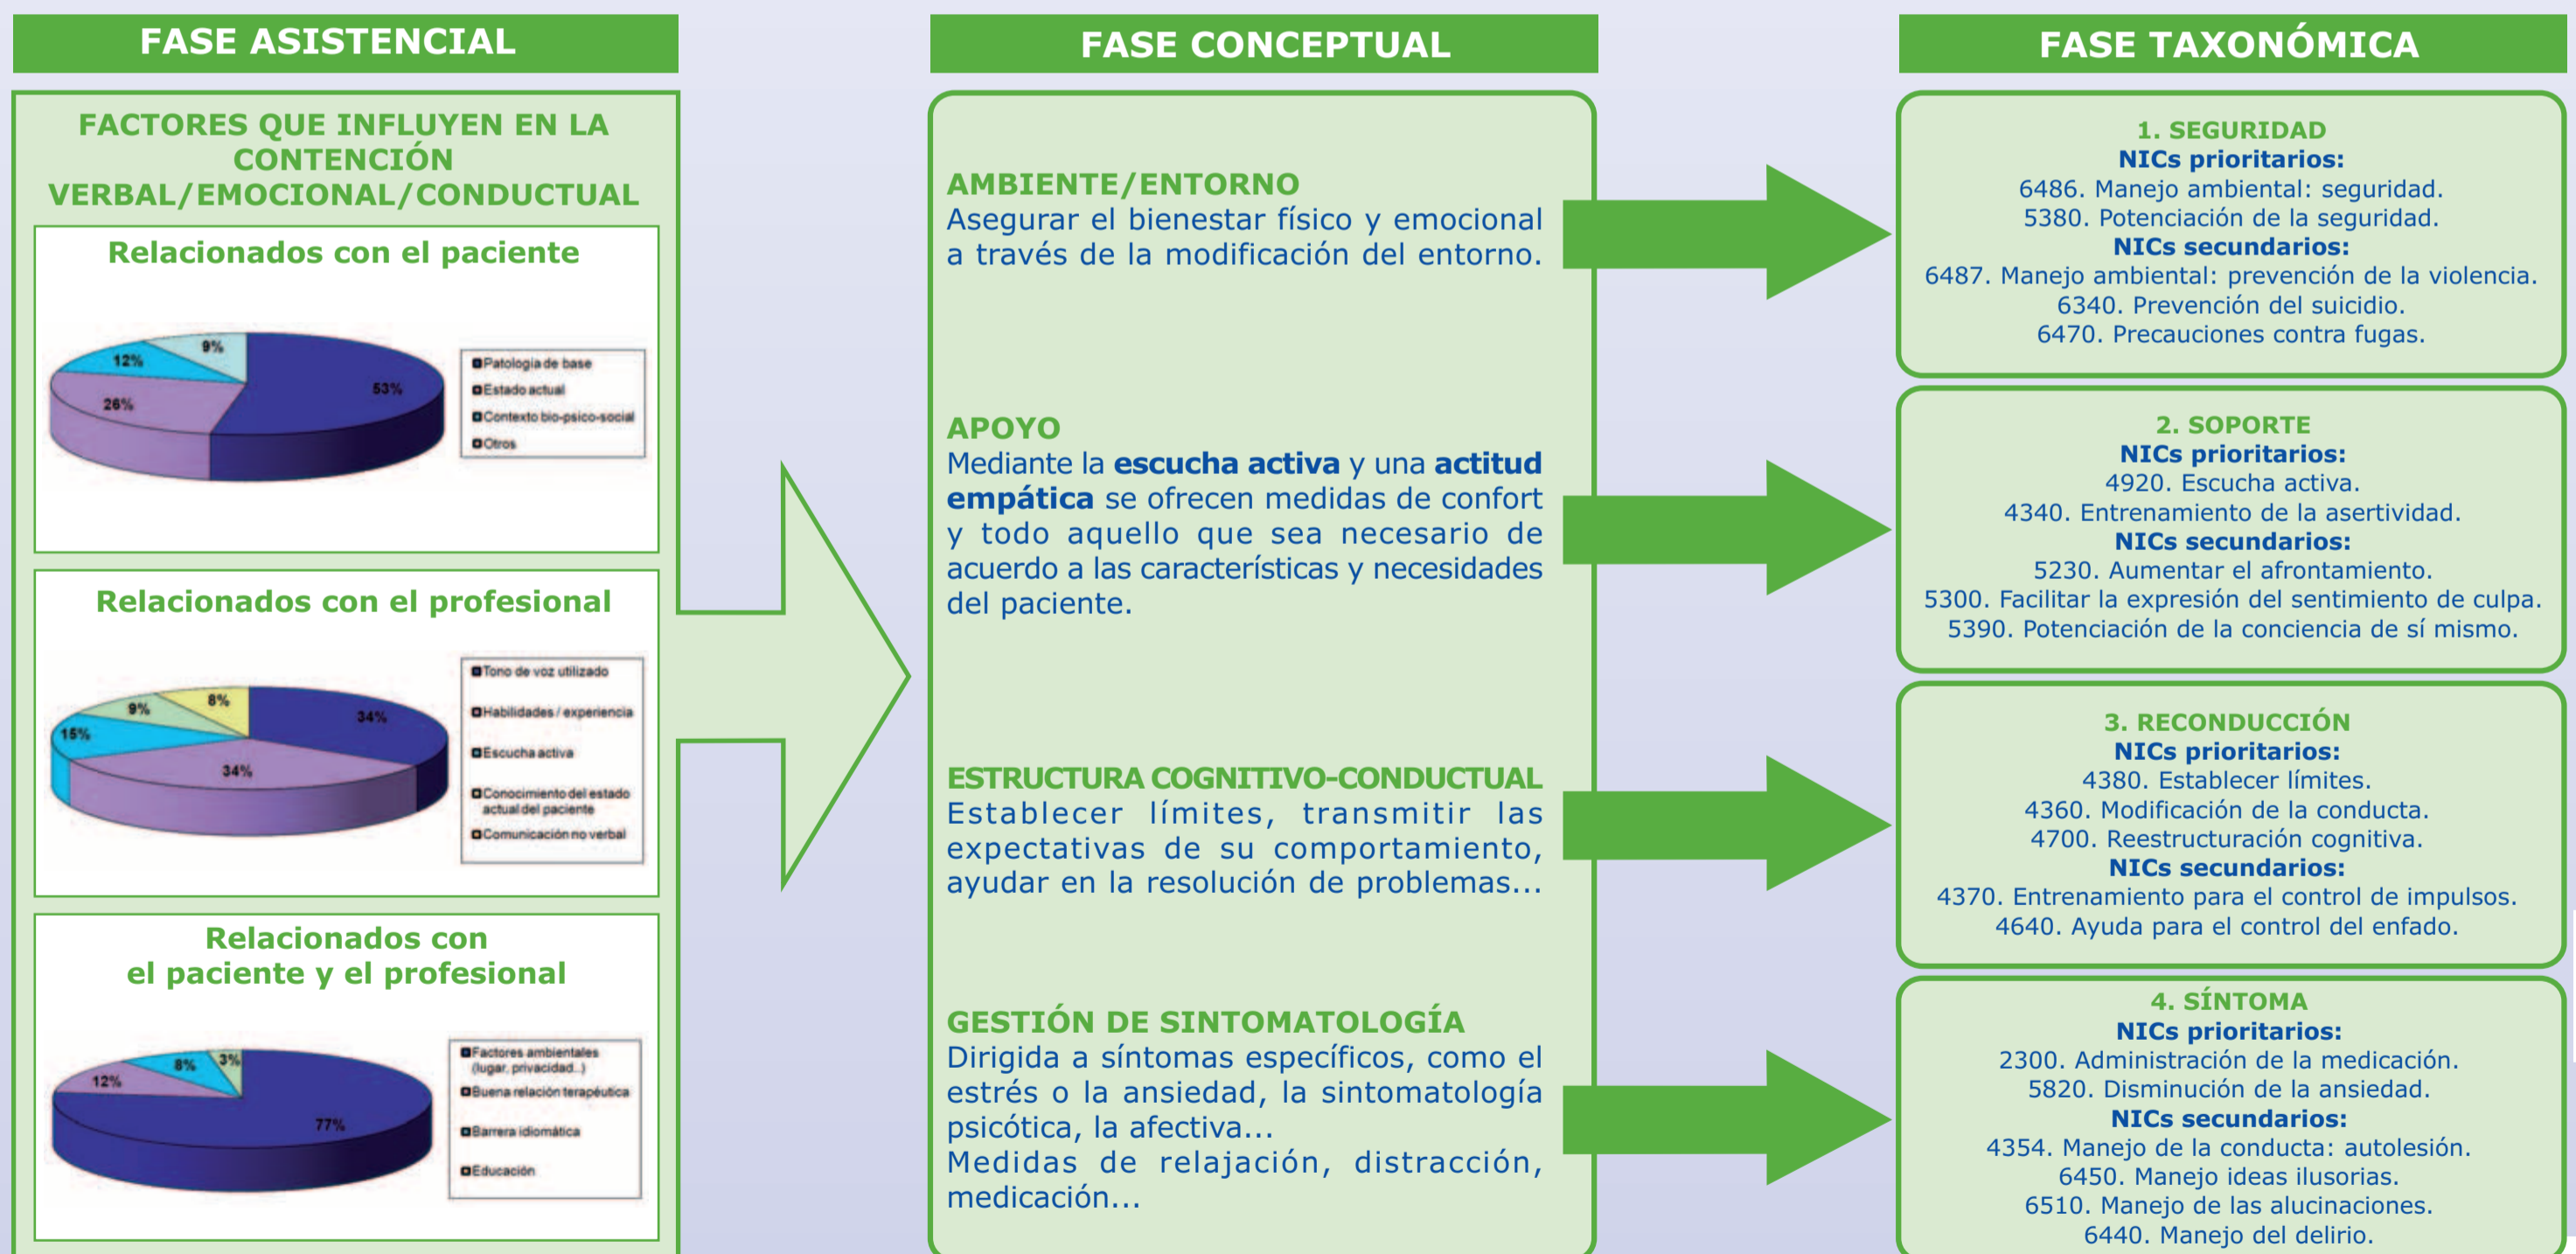 FASE ASISTENCIAL
FACTORES QUE INFLUYEN EN LA
CONTENCIÓN
VERBAL/EMOCIONAL/CONDUCTUAL
Relacionados con el paciente
9%
12%
53%
26%
Patología de base
Estado actual
Contexto bio-psico-social
Otros
Relacionados con el profesional
8%
9%
34%
15%
34%
Tono de voz utilizado
Habilidades / experiencia
Escucha activa
Conocimiento del estado
actual del paciente
Comunicación no verbal
Relacionados con
el paciente y el profesional
3%
8%
12%
77%
Factores ambientales
(lugar, privacidad..)
Buena relación terapéutica
Barrera idiomática
Educación
FASE CONCEPTUAL
AMBIENTE/ENTORNO
Asegurar el bienestar físico y emocional
a través de la modificación del entorno.
APOYO
Mediante la escucha activa y una actitud
empática se ofrecen medidas de confort
y todo aquello que sea necesario de
acuerdo a las características y necesidades
del paciente.
ESTRUCTURA COGNITIVO-CONDUCTUAL
Establecer límites, transmitir las
expectativas de su comportamiento,
ayudar en la resolución de problemas...
GESTIÓN DE SINTOMATOLOGÍA
Dirigida a síntomas específicos, como el
estrés o la ansiedad, la sintomatología
psicótica, la afectiva...
Medidas de relajación, distracción,
medicación...
FASE TAXONÓMICA
1. SEGURIDAD
NICs prioritarios:
6486. Manejo ambiental: seguridad.
5380. Potenciación de la seguridad.
NICs secundarios:
6487. Manejo ambiental: prevención de la violencia.
6340. Prevención del suicidio.
6470. Precauciones contra fugas.
2. SOPORTE
NICs prioritarios:
4920. Escucha activa.
4340. Entrenamiento de la asertividad.
NICs secundarios:
5230. Aumentar el afrontamiento.
5300. Facilitar la expresión del sentimiento de culpa.
5390. Potenciación de la conciencia de sí mismo.
3. RECONDUCCIÓN
NICs prioritarios:
4380. Establecer límites.
4360. Modificación de la conducta.
4700. Reestructuración cognitiva.
NICs secundarios:
4370. Entrenamiento para el control de impulsos.
4640. Ayuda para el control del enfado.
4. SÍNTOMA
NICs prioritarios:
2300. Administración de la medicación.
5820. Disminución de la ansiedad.
NICs secundarios:
4354. Manejo de la conducta: autolesión.
6450. Manejo ideas ilusorias.
6510. Manejo de las alucinaciones.
6440. Manejo del delirio.